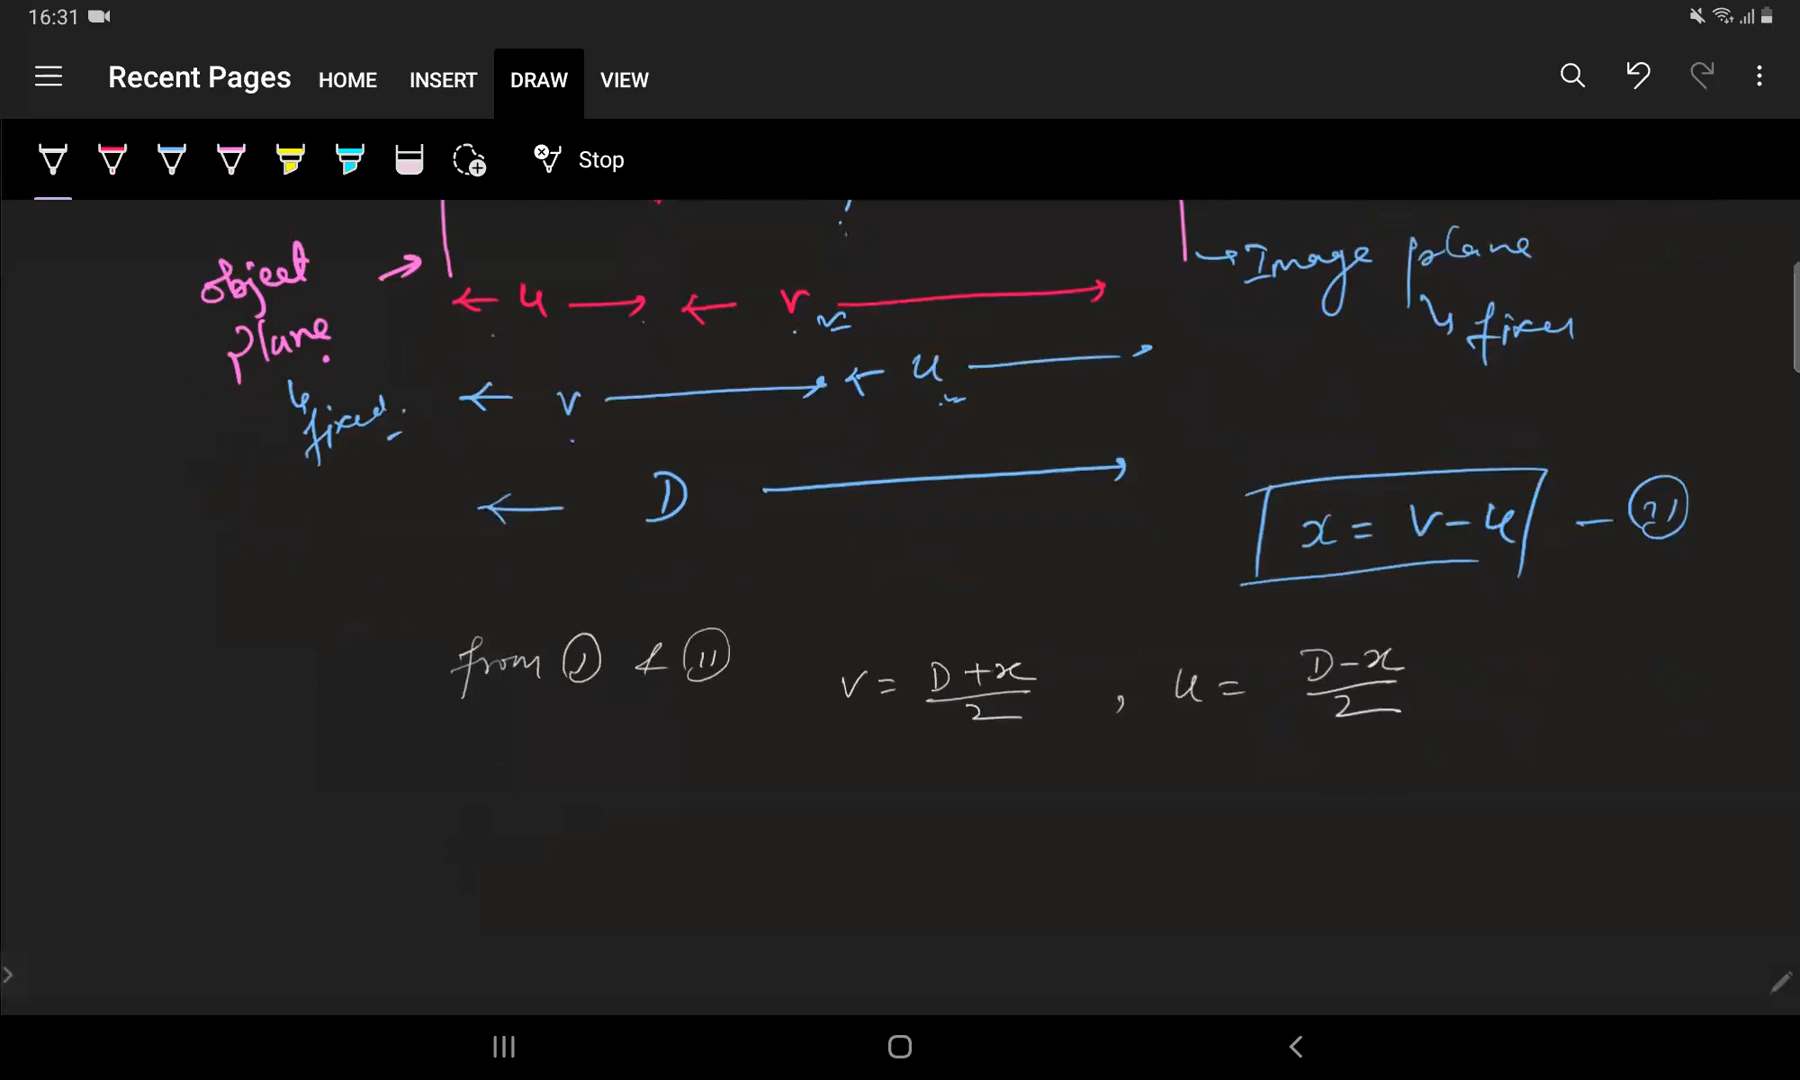 16:31
Recent Pages HOME INSERT DRAW VIEW
Stop
object plane
↳ fixed.
← u → ← v →
→ Image plane
↳ fixed
← v → ← u →
← D →
x = v - u — (II)
from (I) & (II) v = (D + x)/2 , u = (D - x)/2